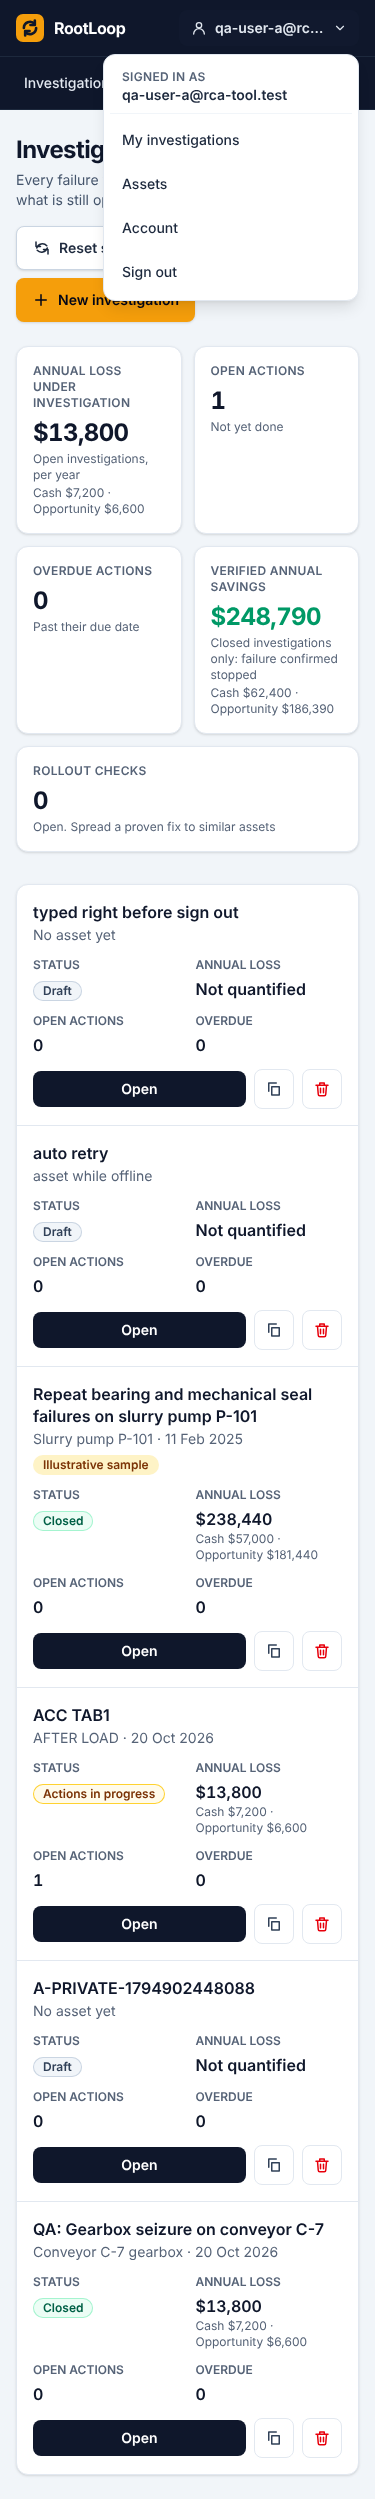 RootLoop
qa-user-a@rc...
SIGNED IN AS
qa-user-a@rca-tool.test
My investigations
Assets
Account
Sign out
Every failure
Reset
New investigation
ANNUAL LOSS
UNDER
INVESTIGATION
$13,800
Open investigations,
per year
Cash $7,200 ·
Opportunity $6,600
OPEN ACTIONS
1
Not yet done
OVERDUE ACTIONS
0
Past their due date
VERIFIED ANNUAL
SAVINGS
$248,790
Closed investigations
only: failure confirmed
stopped
Cash $62,400 ·
Opportunity $186,390
ROLLOUT CHECKS
0
Open. Spread a proven fix to similar assets
typed right before sign out
No asset yet
STATUS
ANNUAL LOSS
Draft
Not quantified
OPEN ACTIONS
OVERDUE
0
0
Open
auto retry
asset while offline
STATUS
ANNUAL LOSS
Draft
Not quantified
OPEN ACTIONS
OVERDUE
0
0
Open
Repeat bearing and mechanical seal
failures on slurry pump P-101
Slurry pump P-101 · 11 Feb 2025
Illustrative sample
STATUS
ANNUAL LOSS
Closed
$238,440
Cash $57,000 ·
Opportunity $181,440
OPEN ACTIONS
OVERDUE
0
0
Open
ACC TAB1
AFTER LOAD · 20 Oct 2026
STATUS
ANNUAL LOSS
Actions in progress
$13,800
Cash $7,200 ·
Opportunity $6,600
OPEN ACTIONS
OVERDUE
1
0
Open
A-PRIVATE-1794902448088
No asset yet
STATUS
ANNUAL LOSS
Draft
Not quantified
OPEN ACTIONS
OVERDUE
0
0
Open
QA: Gearbox seizure on conveyor C-7
Conveyor C-7 gearbox · 20 Oct 2026
STATUS
ANNUAL LOSS
Closed
$13,800
Cash $7,200 ·
Opportunity $6,600
OPEN ACTIONS
OVERDUE
0
0
Open